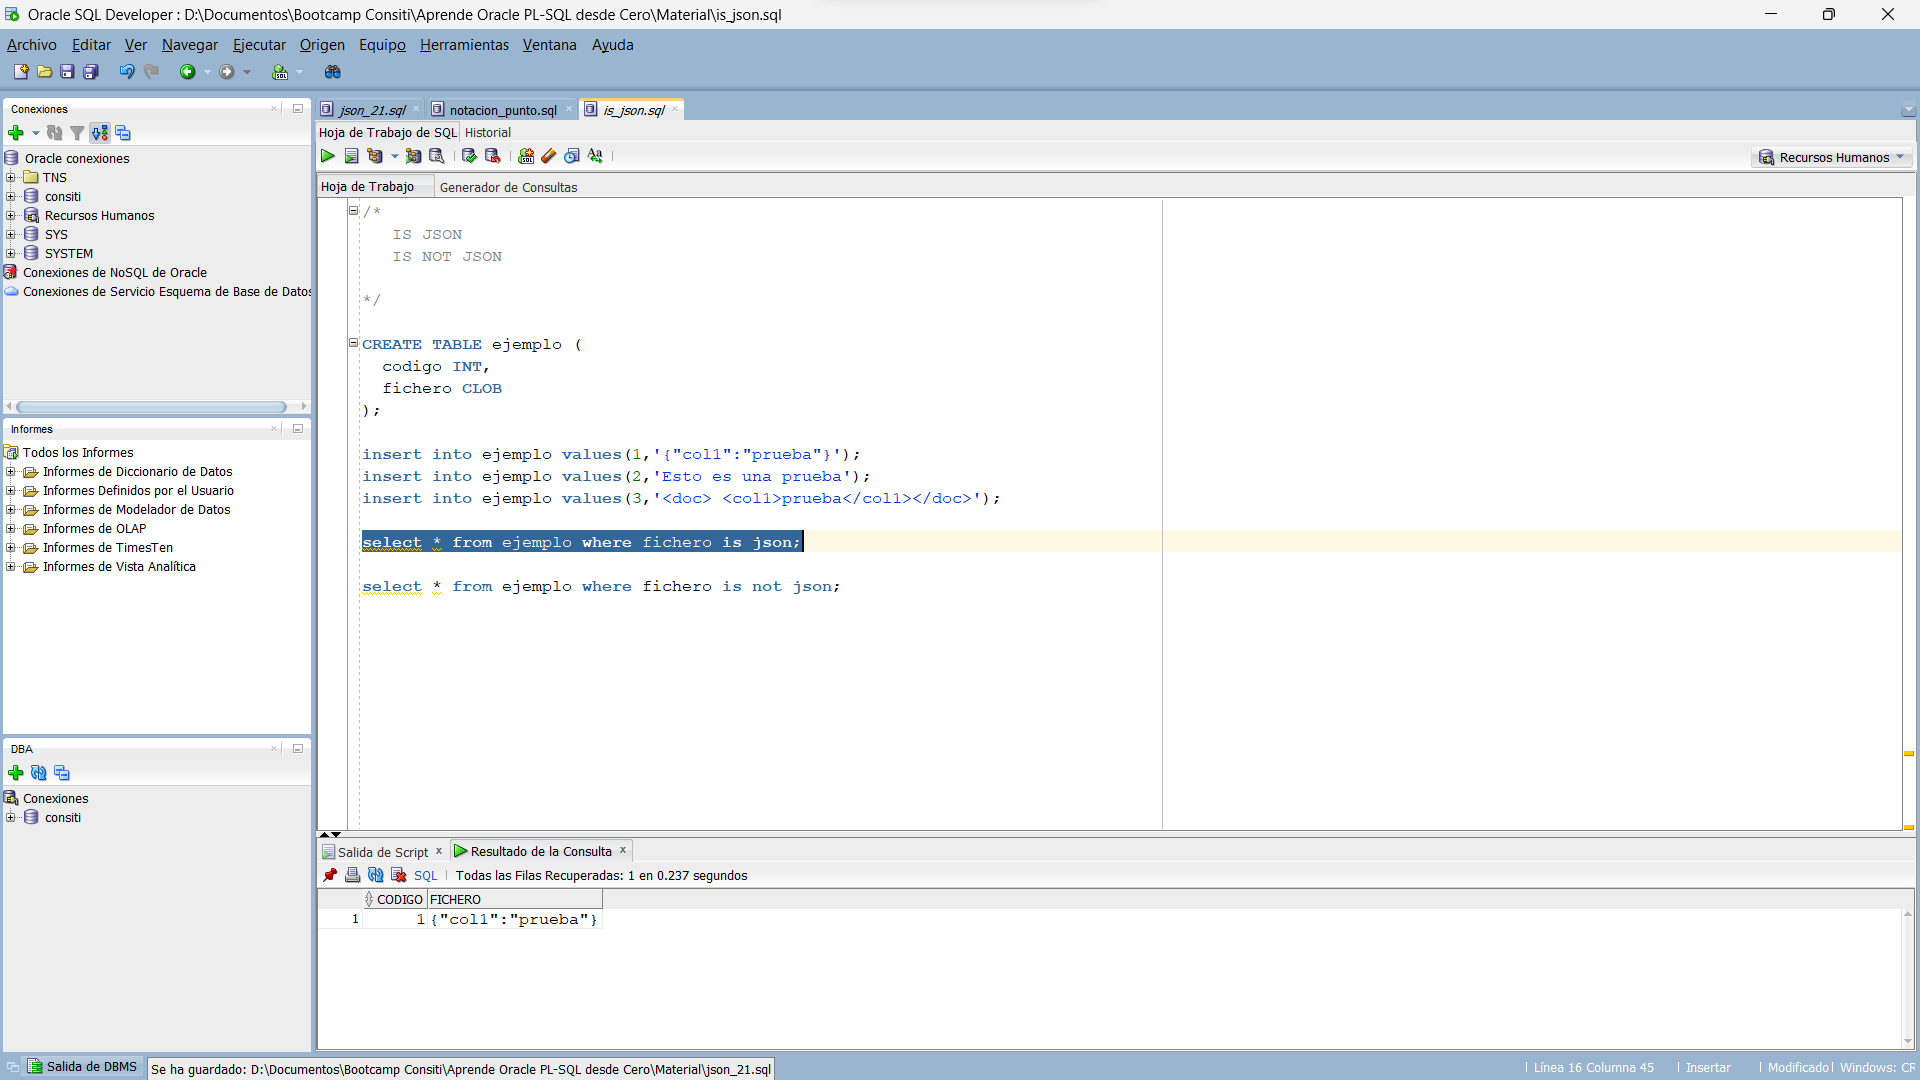 Oracle SQL Developer : D:\Documentos\Bootcamp Consiti\Aprende Oracle PL-SQL desde Cero\Material\is_json.sql
Archivo Editar Ver Navegar Ejecutar Origen Equipo Herramientas Ventana Ayuda
Conexiones
Oracle conexiones
TNS
consiti
Recursos Humanos
SYS
SYSTEM
Conexiones de NoSQL de Oracle
Conexiones de Servicio Esquema de Base de Datos
Informes
Todos los Informes
Informes de Diccionario de Datos
Informes Definidos por el Usuario
Informes de Modelador de Datos
Informes de OLAP
Informes de TimesTen
Informes de Vista Analítica
DBA
Conexiones
consiti
json_21.sql notacion_punto.sql is_json.sql
Hoja de Trabajo de SQL Historial
Recursos Humanos
Hoja de Trabajo Generador de Consultas
/*
IS JSON
IS NOT JSON
*/
CREATE TABLE ejemplo (
codigo INT,
fichero CLOB
);
insert into ejemplo values(1,'{"col1":"prueba"}');
insert into ejemplo values(2,'Esto es una prueba');
insert into ejemplo values(3,'<doc> <col1>prueba</col1></doc>');
select * from ejemplo where fichero is json;
select * from ejemplo where fichero is not json;
Salida de Script Resultado de la Consulta
SQL Todas las Filas Recuperadas: 1 en 0.237 segundos
CODIGO FICHERO
1 1 {"col1":"prueba"}
Salida de DBMS
Se ha guardado: D:\Documentos\Bootcamp Consiti\Aprende Oracle PL-SQL desde Cero\Material\json_21.sql
Línea 16 Columna 45 Insertar Modificado Windows: CR